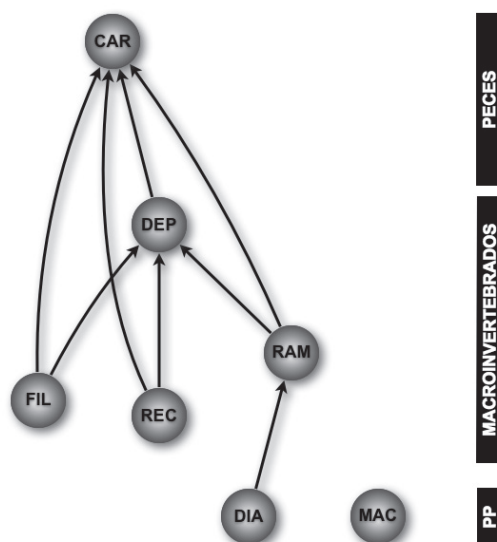 CAR
PECES
DEP
MACROINVERTEBRADOS
RAM
FIL
REC
DIA
MAC
PP